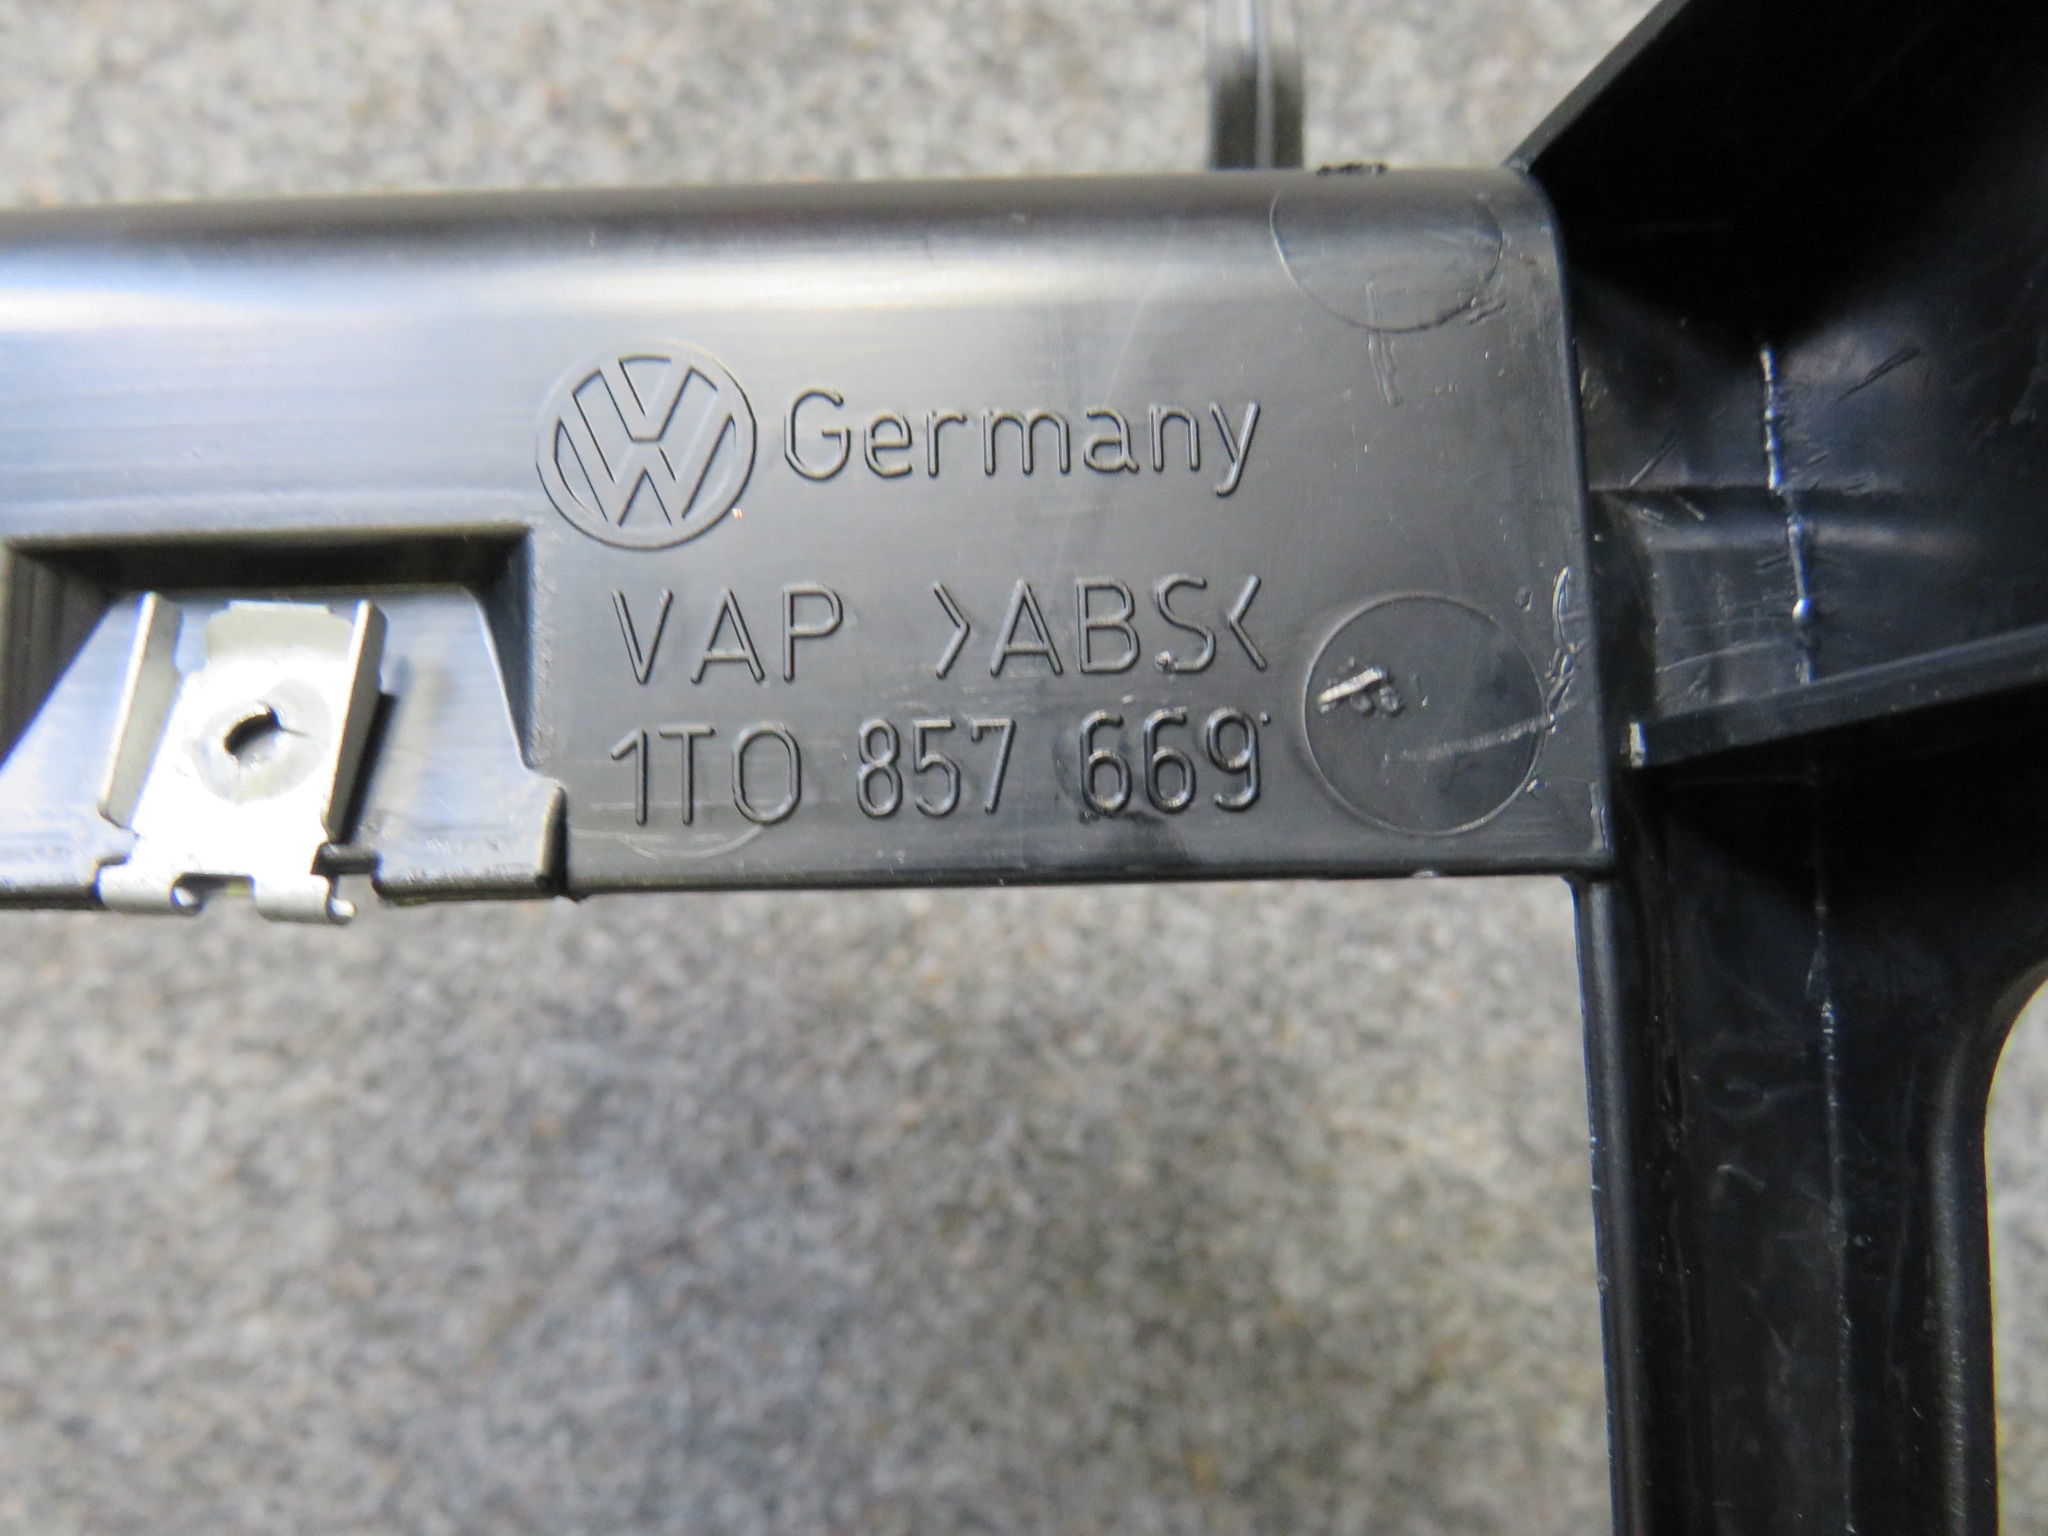 Germany
VAP >ABS<
1T0 857 669